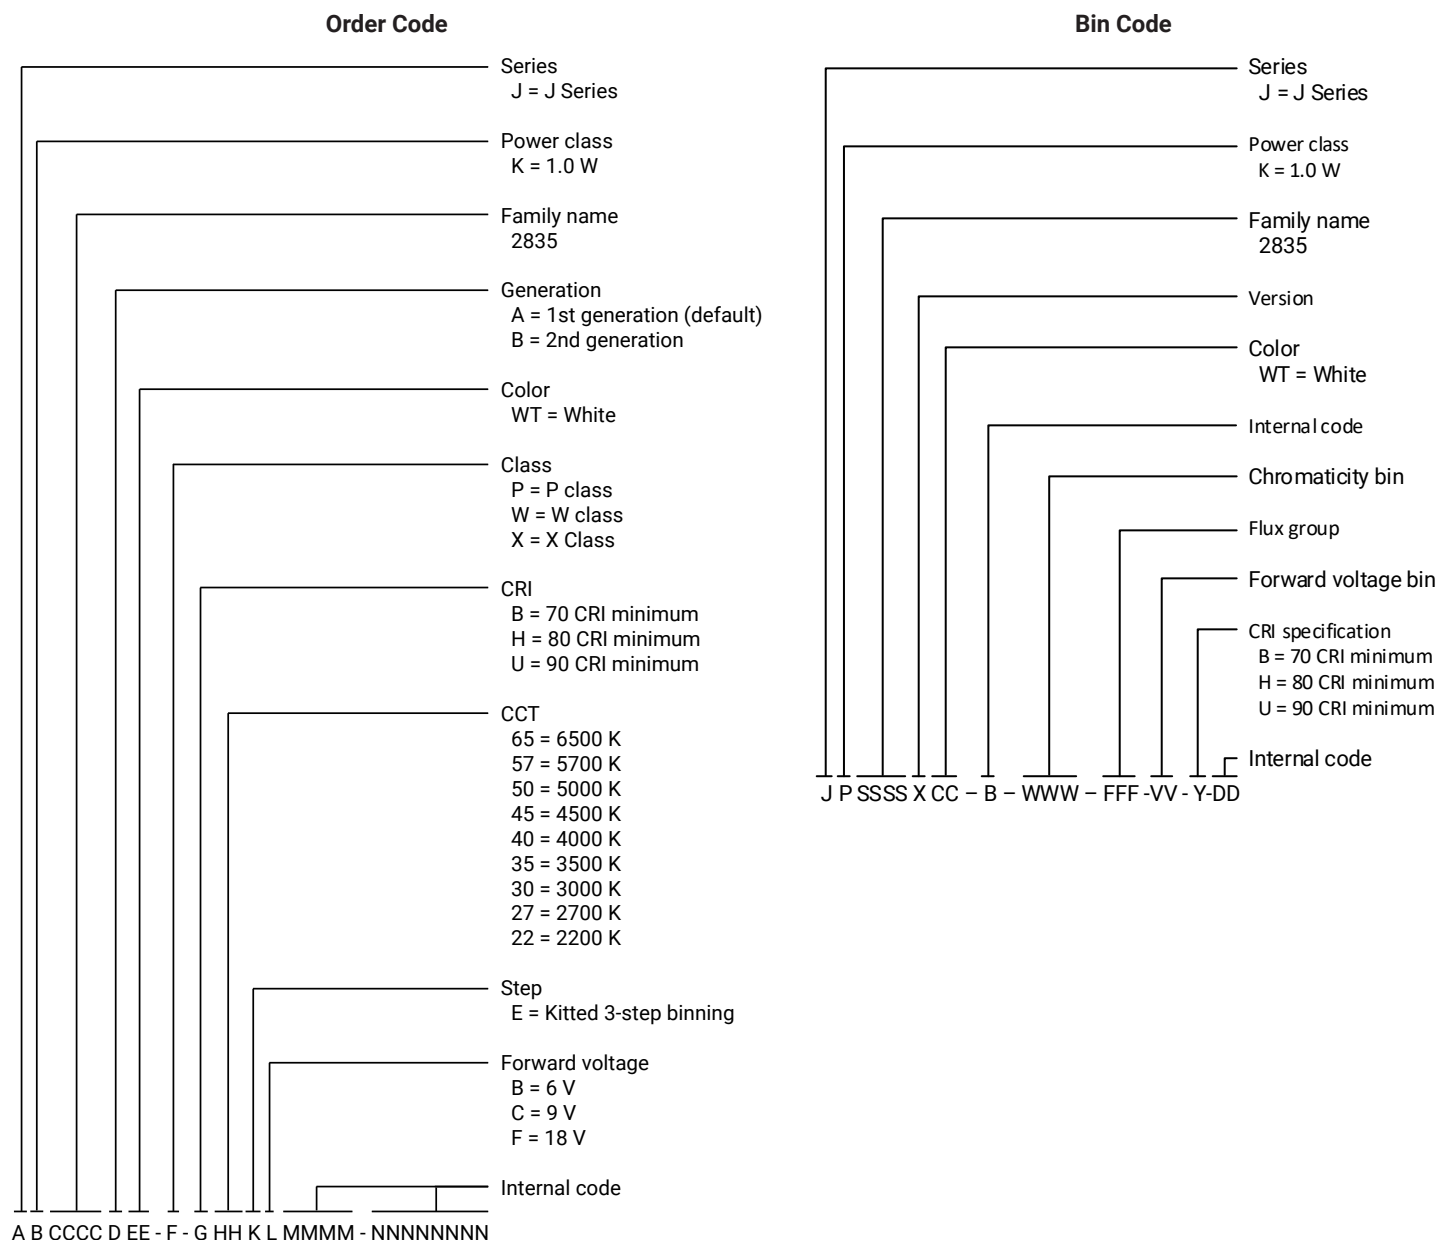 Order Code
Series
J = J Series
Power class
K = 1.0 W
Family name
2835
Generation
A = 1st generation (default)
B = 2nd generation
Color
WT = White
Class
P = P class
W = W class
X = X Class
CRI
B = 70 CRI minimum
H = 80 CRI minimum
U = 90 CRI minimum
CCT
65 = 6500 K
57 = 5700 K
50 = 5000 K
45 = 4500 K
40 = 4000 K
35 = 3500 K
30 = 3000 K
27 = 2700 K
22 = 2200 K
Step
E = Kitted 3-step binning
Forward voltage
B = 6 V
C = 9 V
F = 18 V
Internal code
A B CCCC D EE - F - G HH K L MMMM - NNNNNNNN
Bin Code
Series
J = J Series
Power class
K = 1.0 W
Family name
2835
Version
Color
WT = White
Internal code
Chromaticity bin
Flux group
Forward voltage bin
CRI specification
B = 70 CRI minimum
H = 80 CRI minimum
U = 90 CRI minimum
Internal code
J P SSSS X CC – B – WWW – FFF -VV - Y-DD